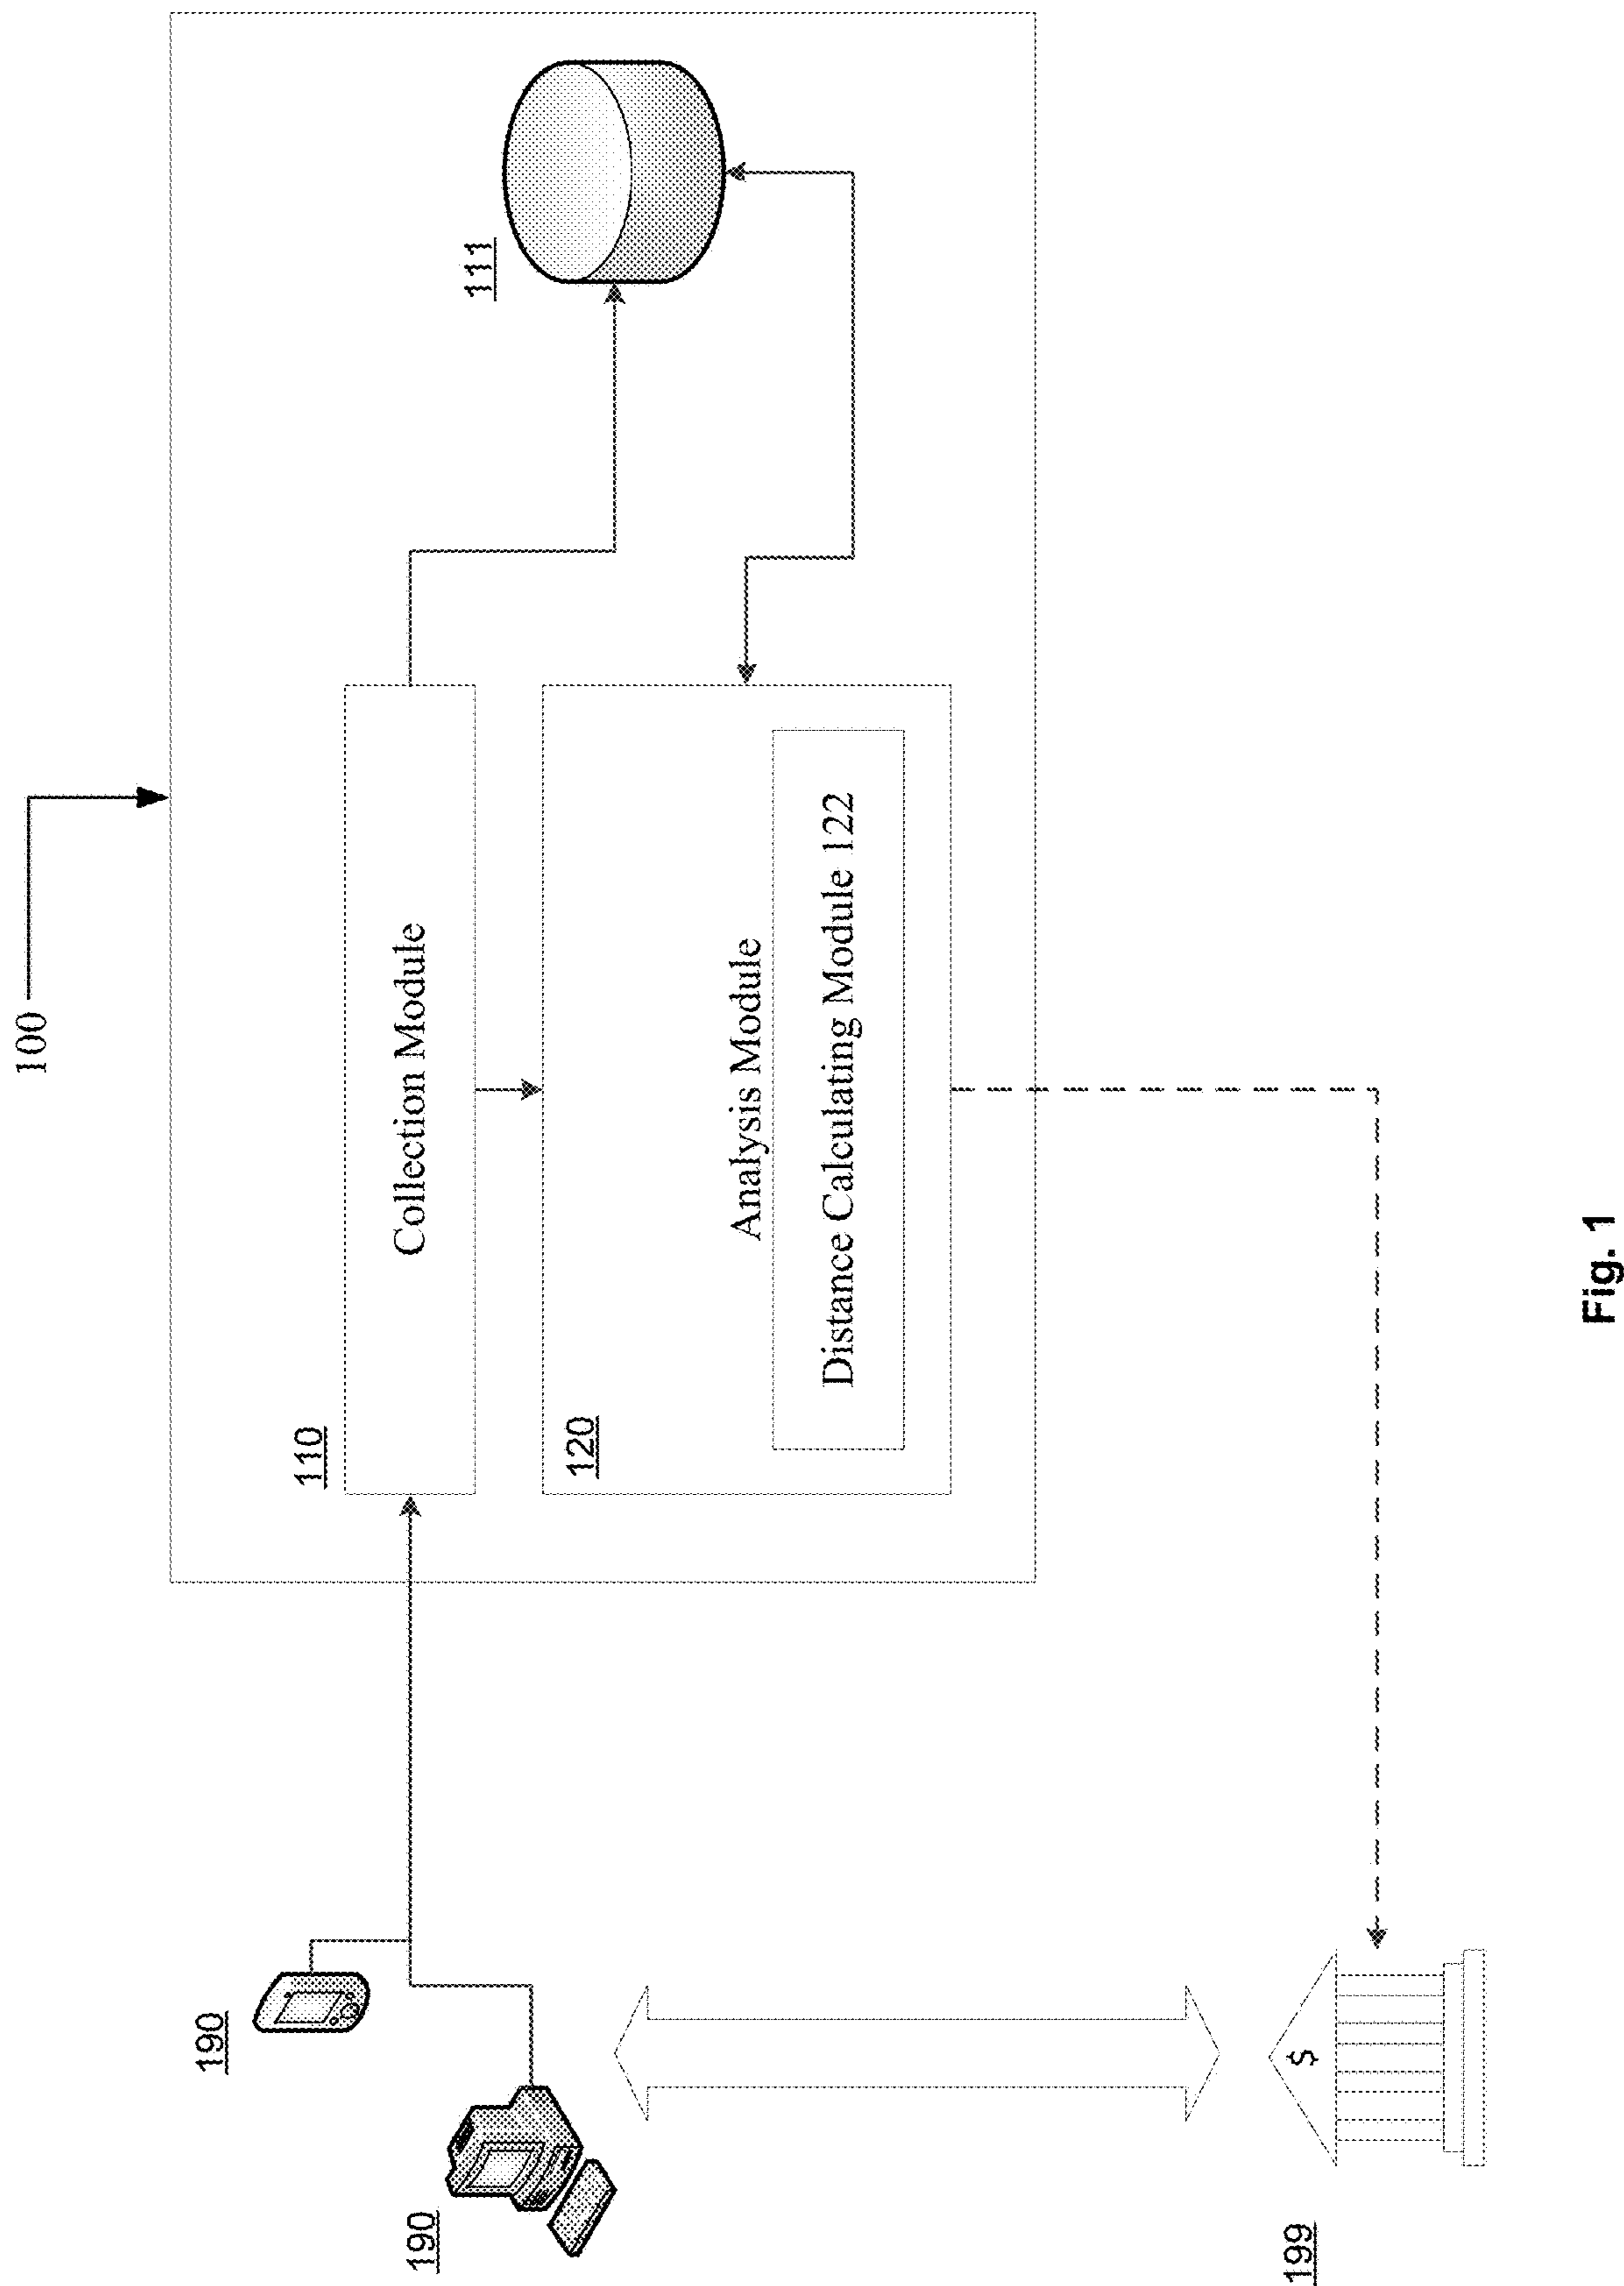 100
190
190
110
Collection Module
111
120
Analysis Module
Distance Calculating Module 122
$
199
Fig. 1